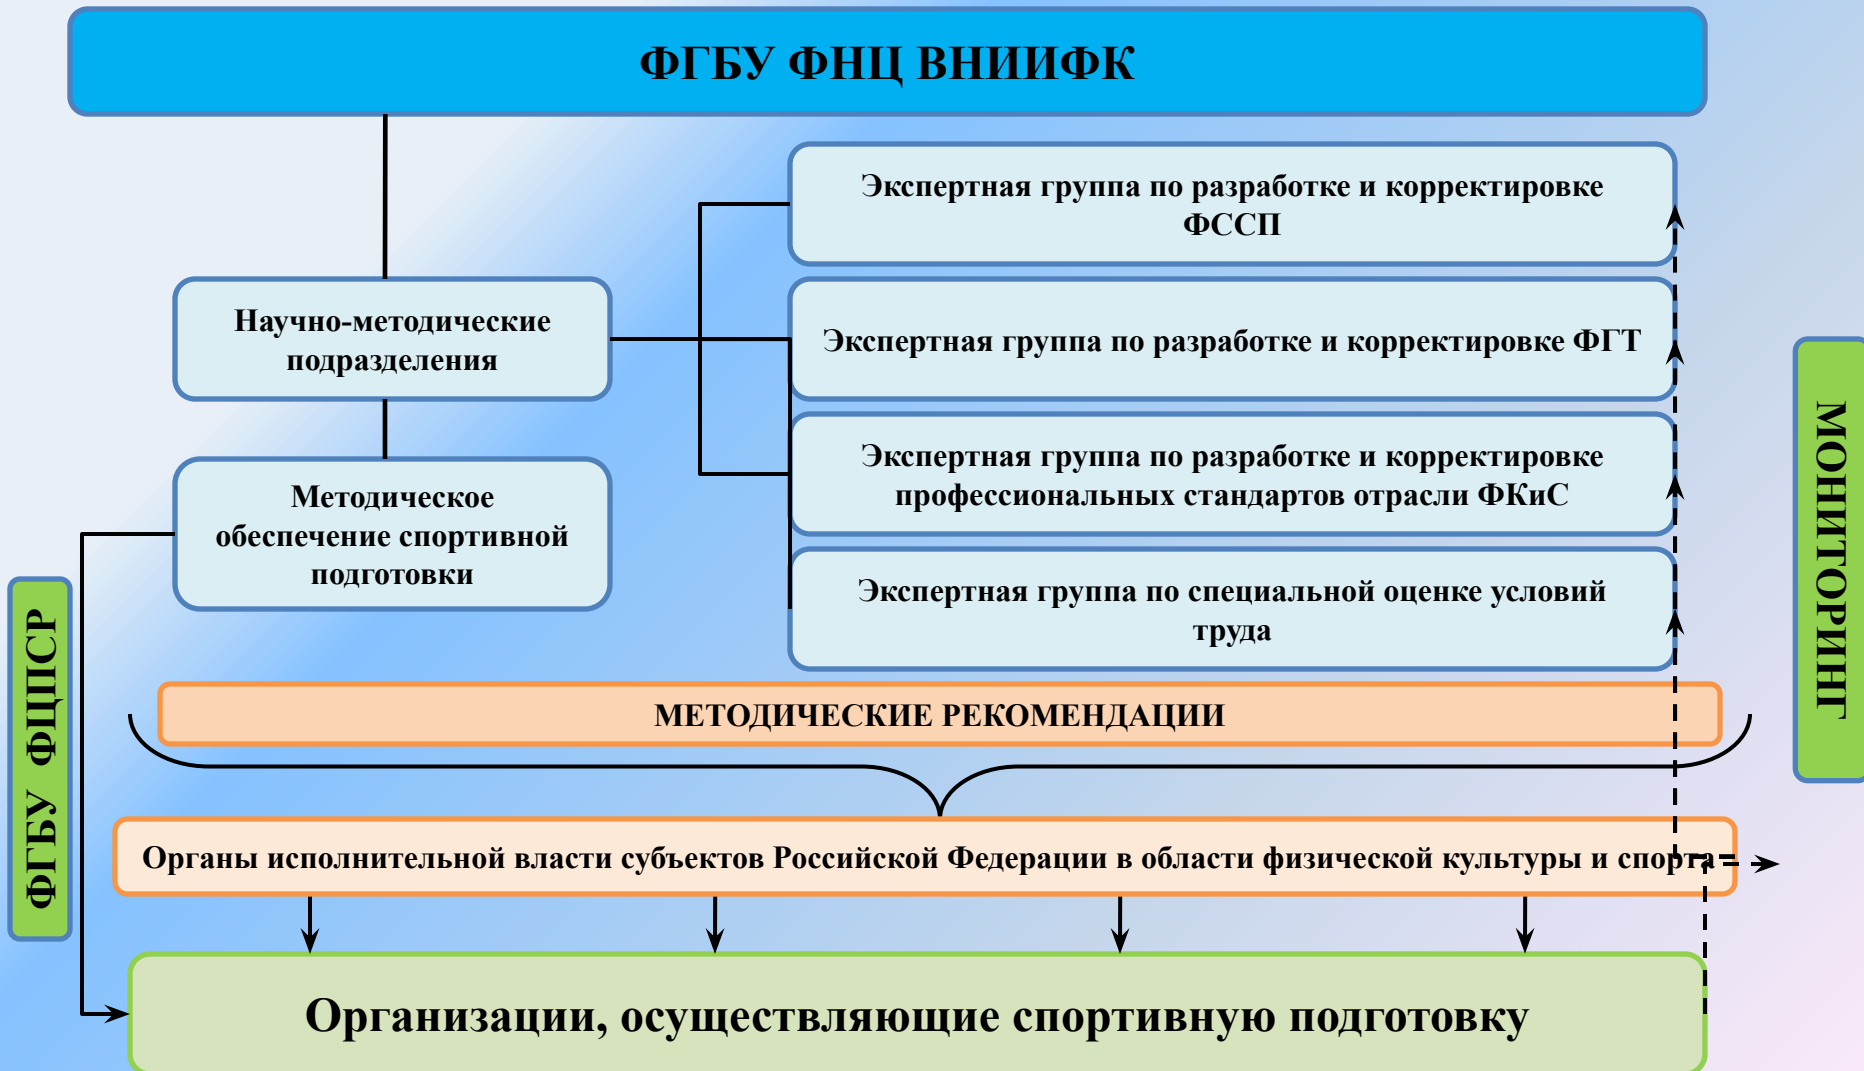 ФГБУ ФНЦ ВНИИФК
Экспертная группа по разработке и корректировке
ФССП
Научно-методические
подразделения
Экспертная группа по разработке и корректировке ФГТ
Экспертная группа по разработке и корректировке
профессиональных стандартов отрасли ФКиС
Методическое
обеспечение спортивной
подготовки
Экспертная группа по специальной оценке условий
труда
МОНИТОРИНГ
ФГБУ ФЦПСР
МЕТОДИЧЕСКИЕ РЕКОМЕНДАЦИИ
Органы исполнительной власти субъектов Российской Федерации в области физической культуры и спорта
Организации, осуществляющие спортивную подготовку